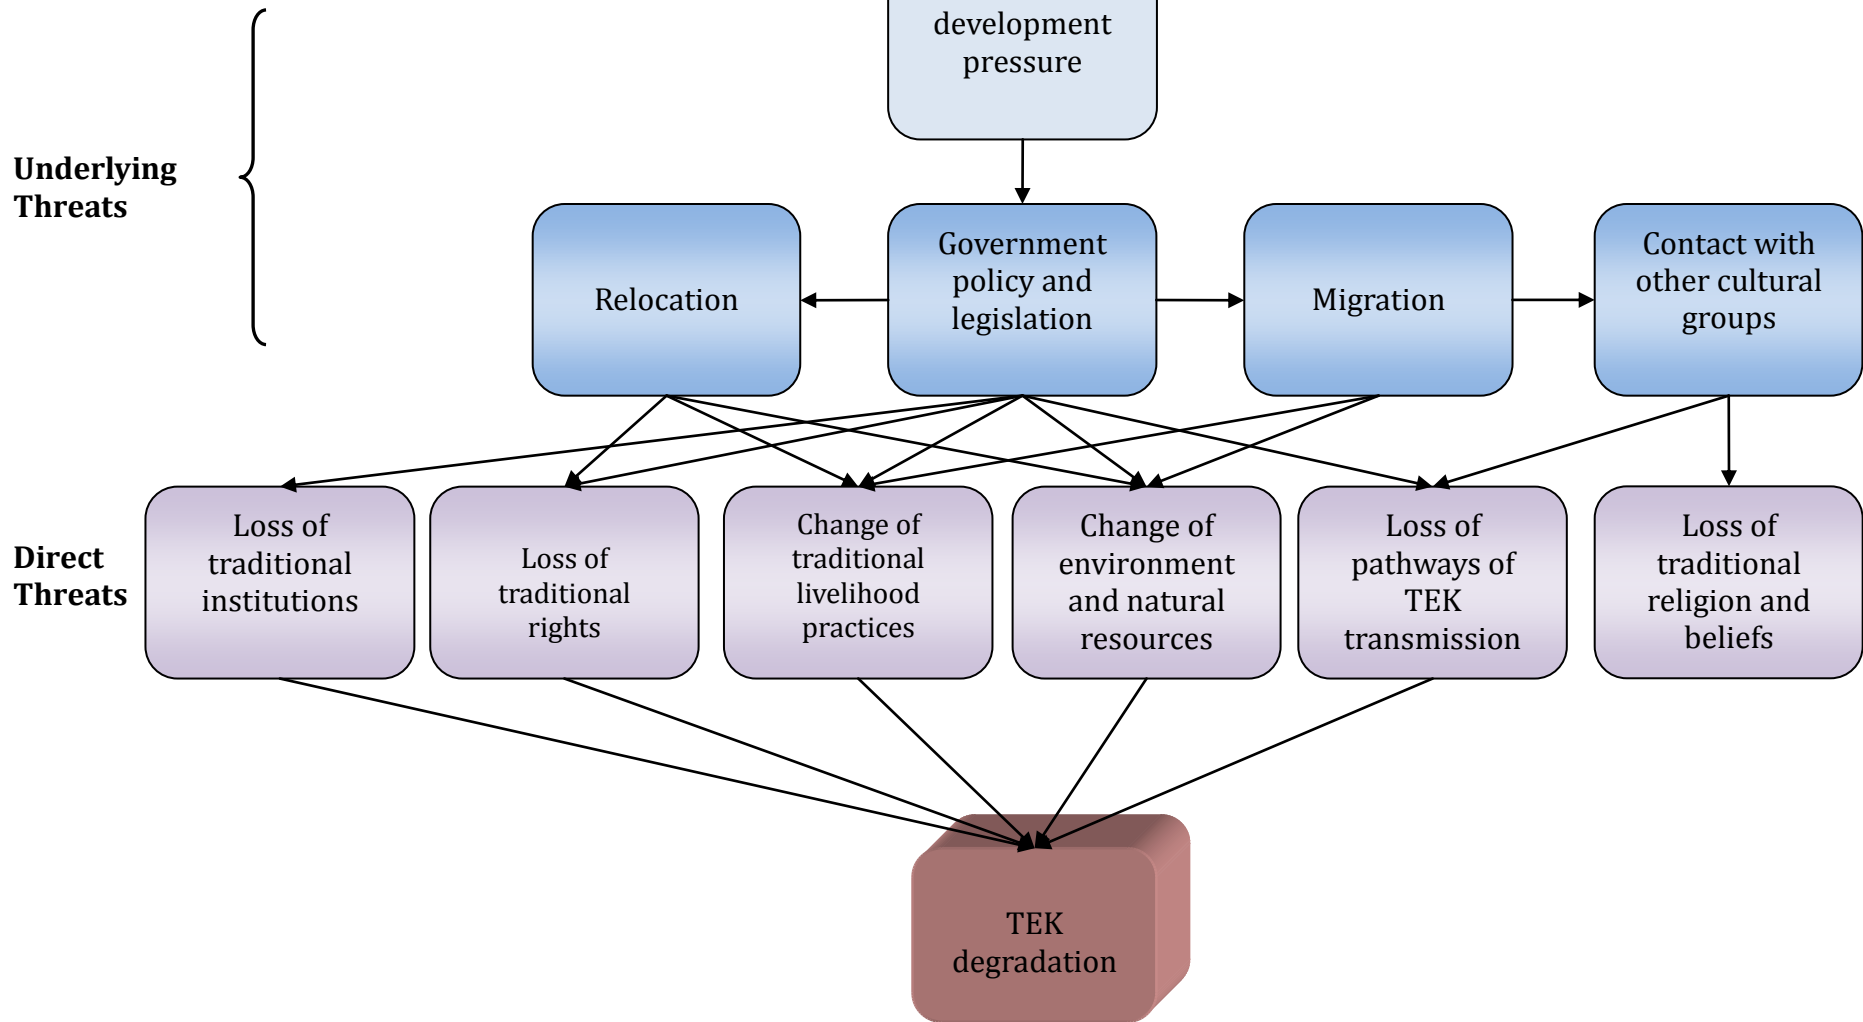 development
pressure
Underlying
Threats
Relocation
Government
policy and
legislation
Migration
Contact with
other cultural
groups
Direct
Threats
Loss of
traditional
institutions
Loss of
traditional
rights
Change of
traditional
livelihood
practices
Change of
environment
and natural
resources
Loss of
pathways of
TEK
transmission
Loss of
traditional
religion and
beliefs
TEK
degradation